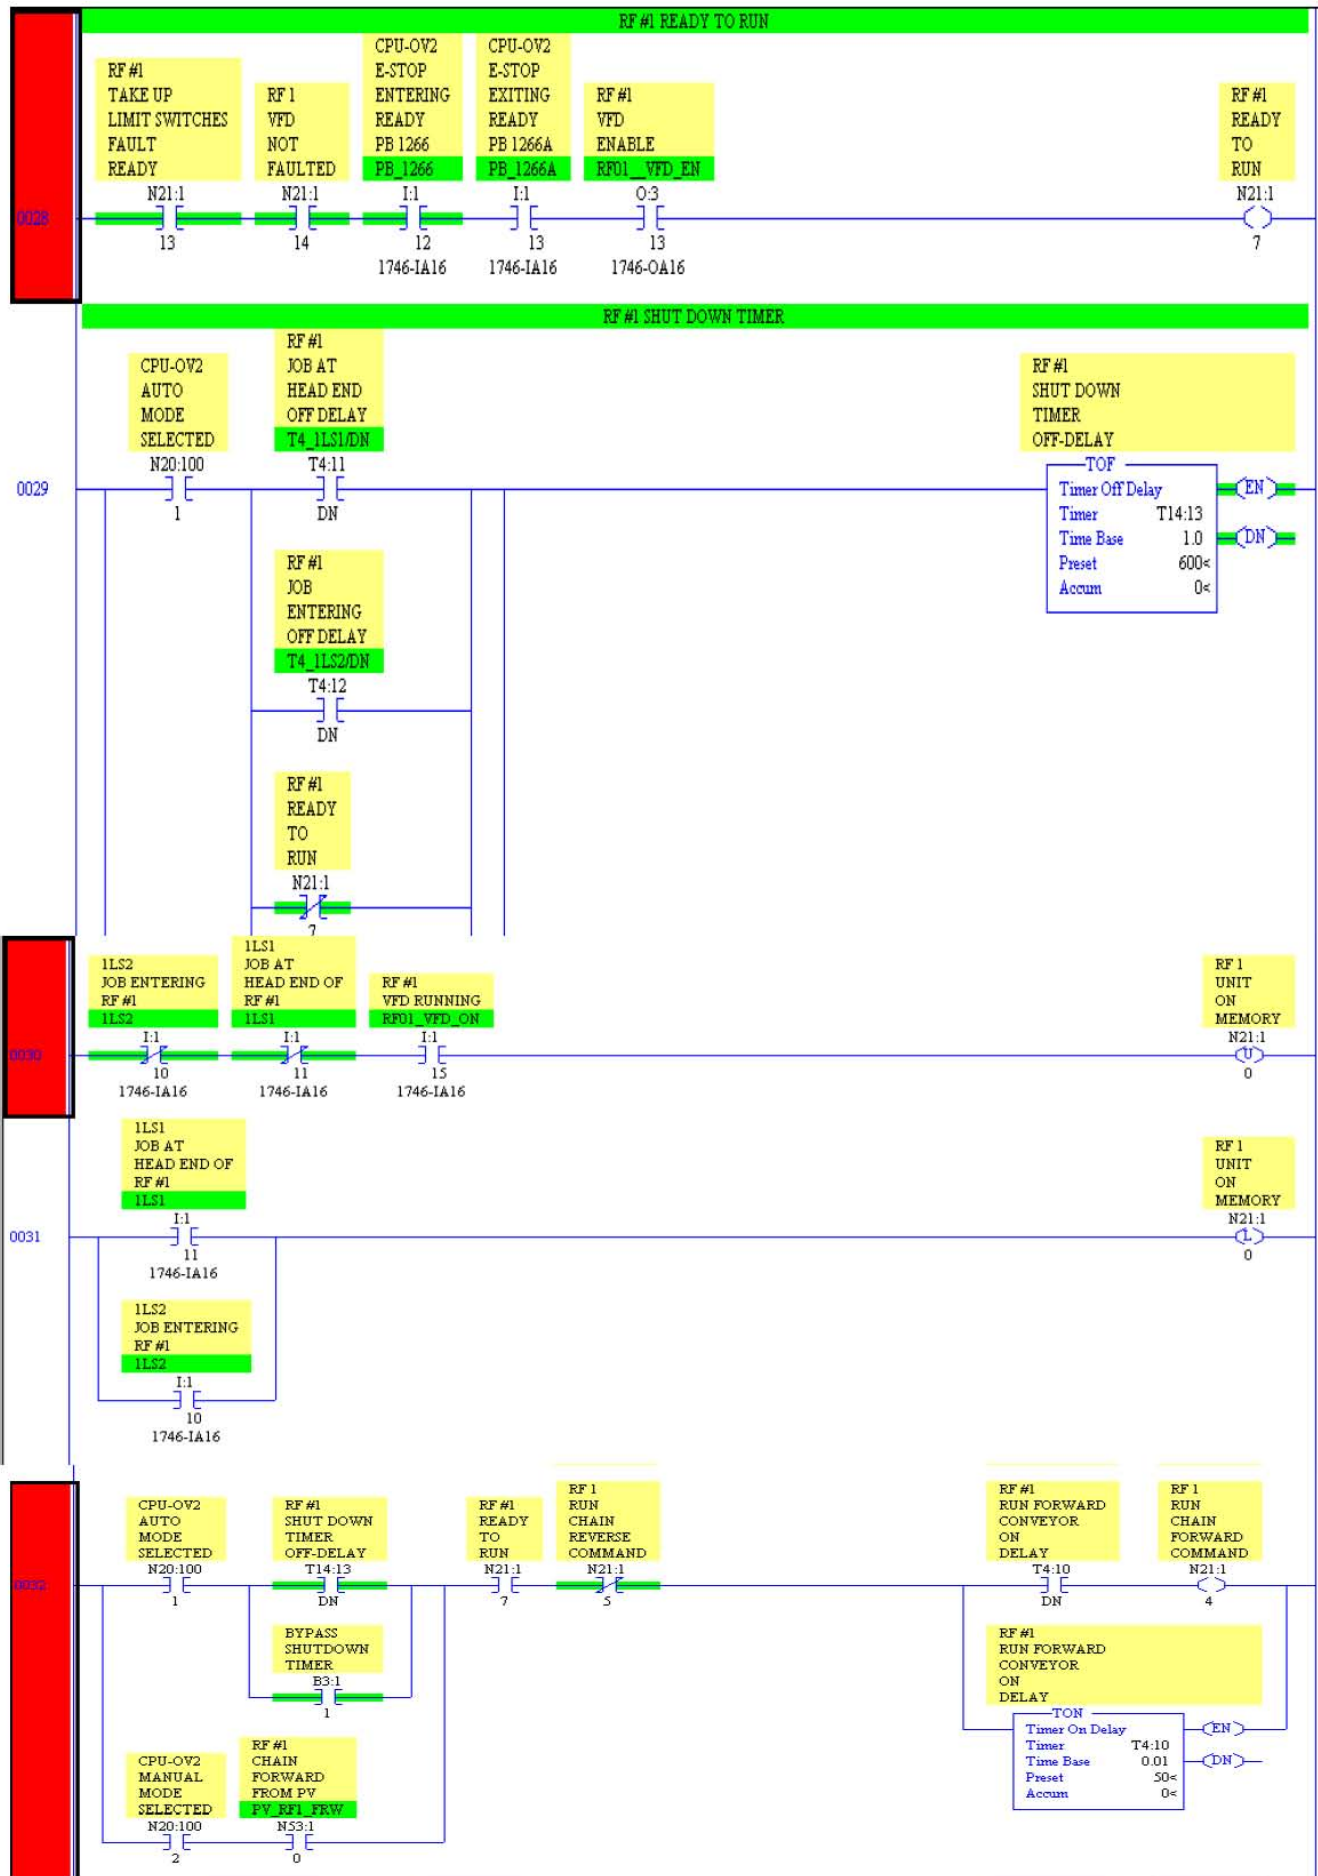 RF #1 READY TO RUN
RF #1
TAKE UP
LIMIT SWITCHES
FAULT
READY
N21:1
13
RF 1
VFD
NOT
FAULTED
N21:1
14
CPU-OV2
E-STOP
ENTERING
READY
PB 1266
PB_1266
I:1
12
1746-IA16
CPU-OV2
E-STOP
EXITING
READY
PB 1266A
PB_1266A
I:1
13
1746-IA16
RF #1
VFD
ENABLE
RF01__VFD_EN
O:3
13
1746-OA16
RF #1
READY
TO
RUN
N21:1
7
0028
RF #1 SHUT DOWN TIMER
0029
CPU-OV2
AUTO
MODE
SELECTED
N20:100
1
RF #1
JOB AT
HEAD END
OFF DELAY
T4_1LS1/DN
T4:11
DN
RF #1
JOB
ENTERING
OFF DELAY
T4_1LS2/DN
T4:12
DN
RF #1
READY
TO
RUN
N21:1
7
RF #1
SHUT DOWN
TIMER
OFF-DELAY
TOF
Timer Off Delay
Timer T14:13
Time Base 1.0
Preset 600<
Accum 0<
EN
DN
0030
1LS2
JOB ENTERING
RF #1
1LS2
I:1
10
1746-IA16
1LS1
JOB AT
HEAD END OF
RF #1
1LS1
I:1
11
1746-IA16
RF #1
VFD RUNNING
RF01_VFD_ON
I:1
15
1746-IA16
RF 1
UNIT
ON
MEMORY
N21:1
U
0
0031
1LS1
JOB AT
HEAD END OF
RF #1
1LS1
I:1
11
1746-IA16
1LS2
JOB ENTERING
RF #1
1LS2
I:1
10
1746-IA16
RF 1
UNIT
ON
MEMORY
N21:1
L
0
0032
CPU-OV2
AUTO
MODE
SELECTED
N20:100
1
RF #1
SHUT DOWN
TIMER
OFF-DELAY
T14:13
DN
BYPASS
SHUTDOWN
TIMER
B3:1
1
RF #1
READY
TO
RUN
N21:1
7
RF 1
RUN
CHAIN
REVERSE
COMMAND
N21:1
5
RF #1
RUN FORWARD
CONVEYOR
ON
DELAY
T4:10
DN
RF 1
RUN
CHAIN
FORWARD
COMMAND
N21:1
4
RF #1
RUN FORWARD
CONVEYOR
ON
DELAY
TON
Timer On Delay
Timer T4:10
Time Base 0.01
Preset 50<
Accum 0<
EN
DN
CPU-OV2
MANUAL
MODE
SELECTED
N20:100
2
RF #1
CHAIN
FORWARD
FROM PV
PV_RF1_FRW
N53:1
0